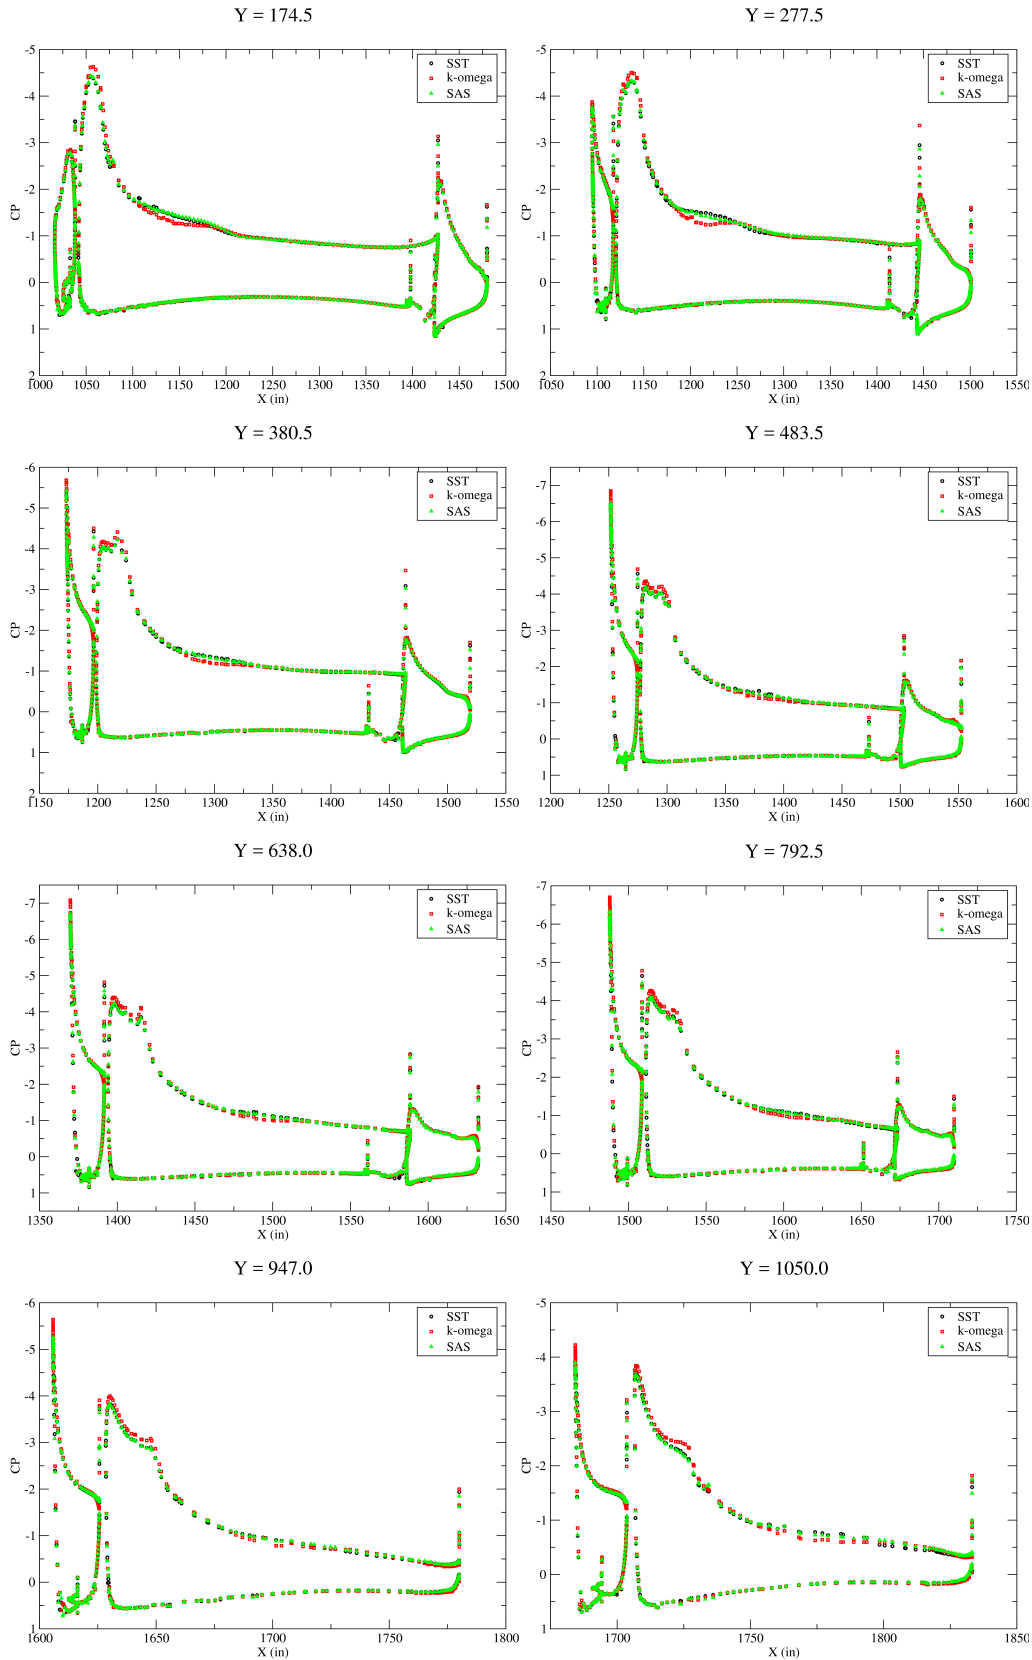 Y = 174.5
-5
-4
-3
-2
-1
0
1
2
CP
1000 1050 1100 1150 1200 1250 1300 1350 1400 1450 1500
X (in)
SST
k-omega
SAS
Y = 277.5
-5
-4
-3
-2
-1
0
1
2
CP
1050 1100 1150 1200 1250 1300 1350 1400 1450 1500 1550
X (in)
SST
k-omega
SAS
Y = 380.5
-6
-5
-4
-3
-2
-1
0
1
2
CP
1150 1200 1250 1300 1350 1400 1450 1500 1550
X (in)
SST
k-omega
SAS
Y = 483.5
-7
-6
-5
-4
-3
-2
-1
0
1
CP
1200 1250 1300 1350 1400 1450 1500 1550 1600
X (in)
SST
k-omega
SAS
Y = 638.0
-7
-6
-5
-4
-3
-2
-1
0
1
CP
1350 1400 1450 1500 1550 1600 1650
X (in)
SST
k-omega
SAS
Y = 792.5
-7
-6
-5
-4
-3
-2
-1
0
1
CP
1450 1500 1550 1600 1650 1700 1750
X (in)
SST
k-omega
SAS
Y = 947.0
-6
-5
-4
-3
-2
-1
0
1
CP
1600 1650 1700 1750 1800
X (in)
SST
k-omega
SAS
Y = 1050.0
-5
-4
-3
-2
-1
0
1
CP
1700 1750 1800 1850
X (in)
SST
k-omega
SAS